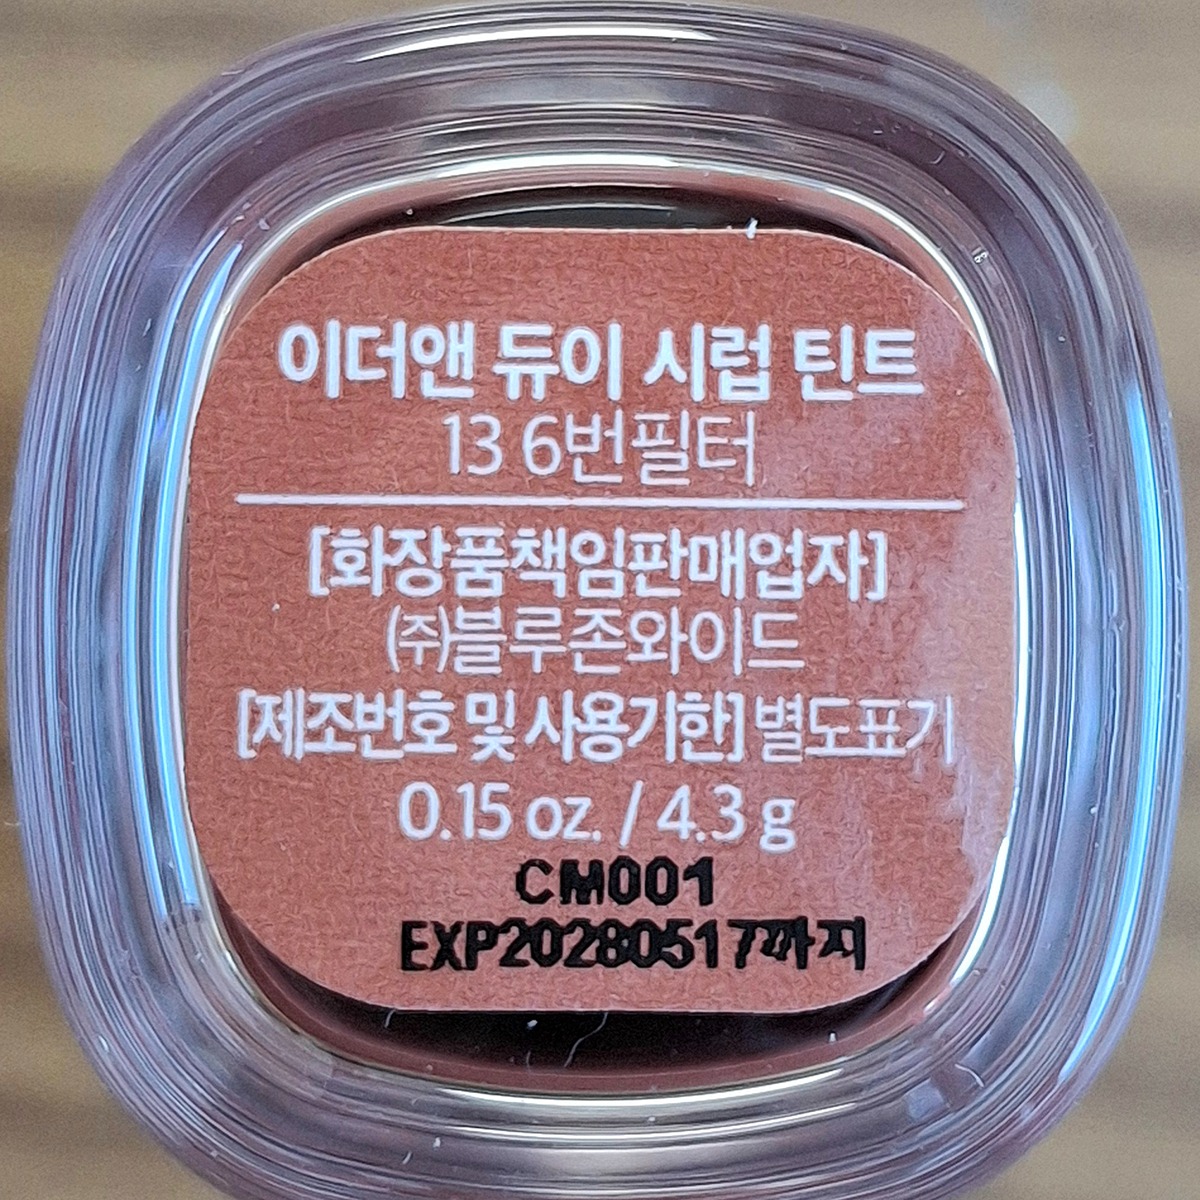 이더앤 듀이 시럽 틴트
13 6번필터
[화장품책임판매업자]
㈜블루존와이드
[제조번호 및 사용기한] 별도표기
0.15 oz. / 4.3 g
CM001
EXP20280517까지